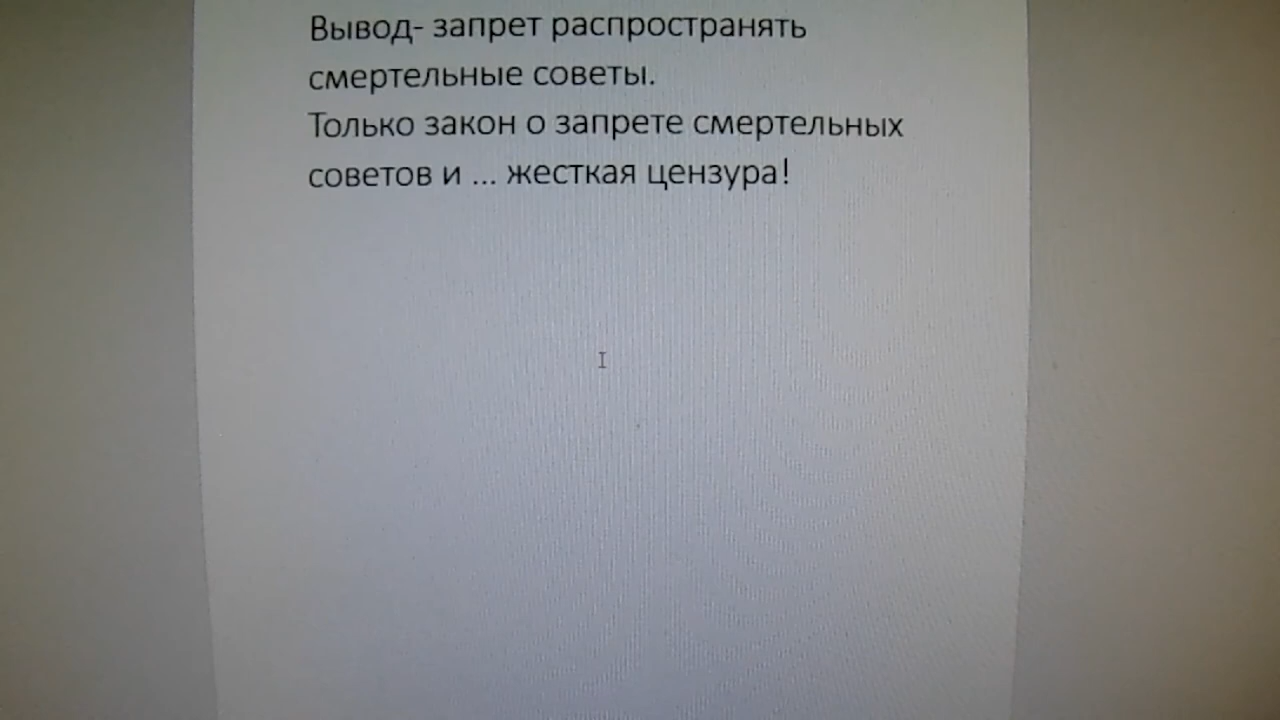 Вывод- запрет распространять
смертельные советы.
Только закон о запрете смертельных
советов и ... жесткая цензура!